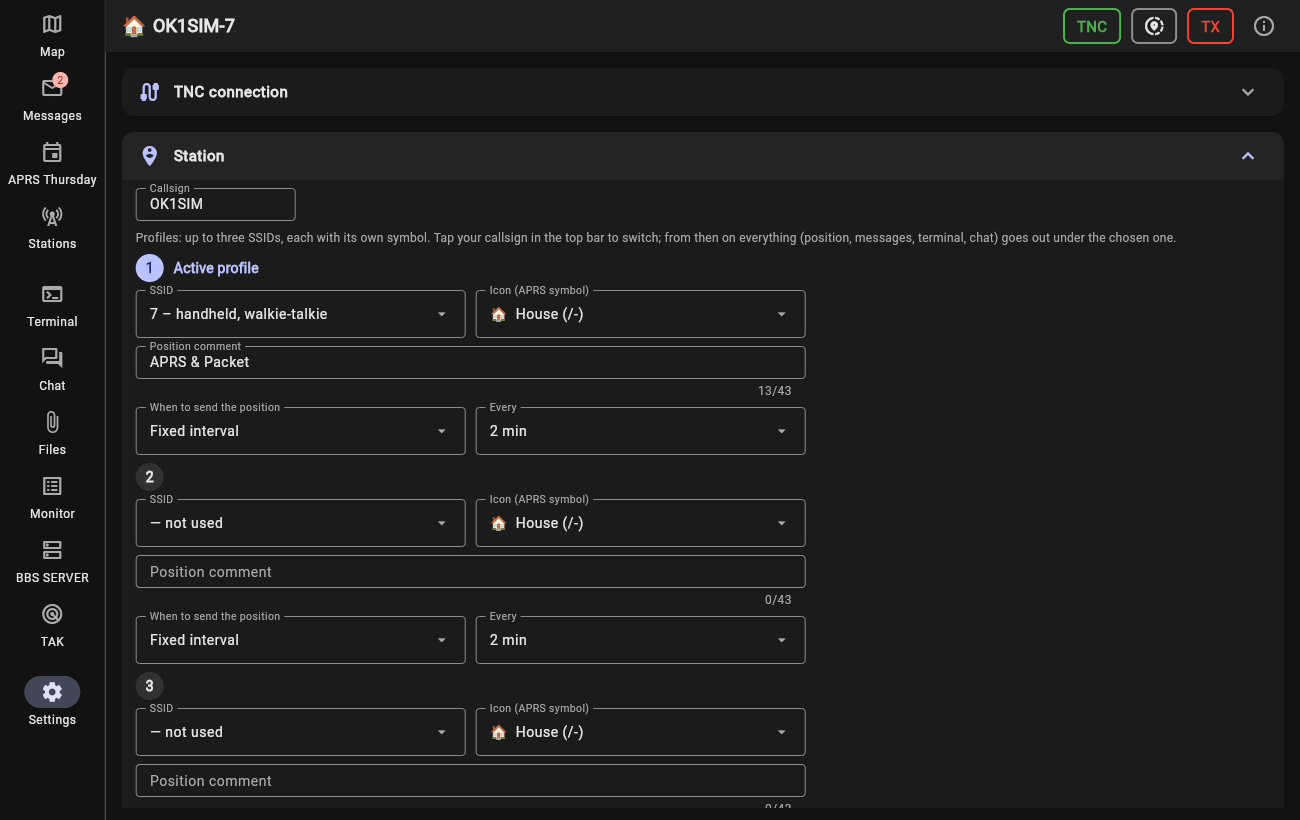 OK1SIM-7
TNC
TX
Map
2
Messages
APRS Thursday
Stations
Terminal
Chat
Files
Monitor
BBS SERVER
TAK
Settings
TNC connection
Station
Callsign
OK1SIM
Profiles: up to three SSIDs, each with its own symbol. Tap your callsign in the top bar to switch; from then on everything (position, messages, terminal, chat) goes out under the chosen one.
1 Active profile
SSID
7 – handheld, walkie-talkie
Icon (APRS symbol)
House (/-)
Position comment
APRS & Packet
13/43
When to send the position
Fixed interval
Every
2 min
2
SSID
— not used
Icon (APRS symbol)
House (/-)
Position comment
0/43
When to send the position
Fixed interval
Every
2 min
3
SSID
— not used
Icon (APRS symbol)
House (/-)
Position comment
0/43